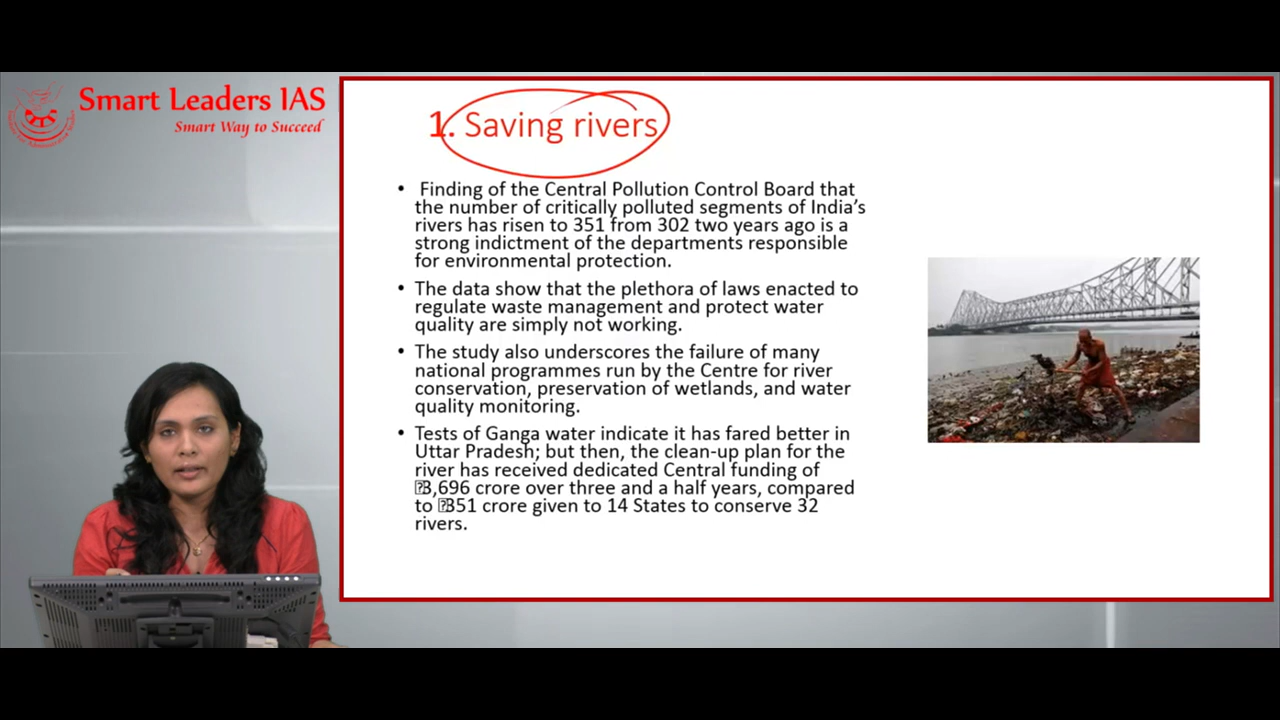 Smart Leaders IAS
Smart Way to Succeed
1. Saving rivers
• Finding of the Central Pollution Control Board that
the number of critically polluted segments of India's
rivers has risen to 351 from 302 two years ago is a
strong indictment of the departments responsible
for environmental protection.
• The data show that the plethora of laws enacted to
regulate waste management and protect water
quality are simply not working.
• The study also underscores the failure of many
national programmes run by the Centre for river
conservation, preservation of wetlands, and water
quality monitoring.
• Tests of Ganga water indicate it has fared better in
Uttar Pradesh; but then, the clean-up plan for the
river has received dedicated Central funding of
⍰3,696 crore over three and a half years, compared
to ⍰351 crore given to 14 States to conserve 32
rivers.